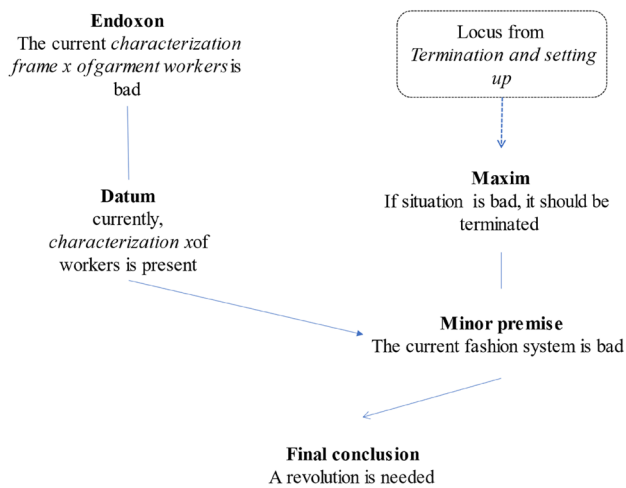 Endoxon
The current characterization
frame x ofgarment workers is
bad
Locus from
Termination and setting
up
Datum
currently,
characterization xof
workers is present
Maxim
If situation is bad, it should be
terminated
Minor premise
The current fashion system is bad
Final conclusion
A revolution is needed